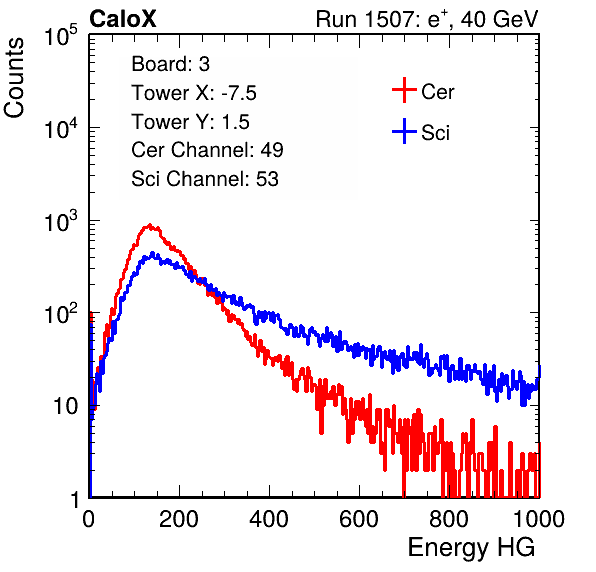 CaloX Run 1507: e⁺, 40 GeV
Counts
10⁵
10⁴
10³
10²
10
1
Board: 3
Tower X: -7.5
Tower Y: 1.5
Cer Channel: 49
Sci Channel: 53
Cer
Sci
0 200 400 600 800 1000
Energy HG